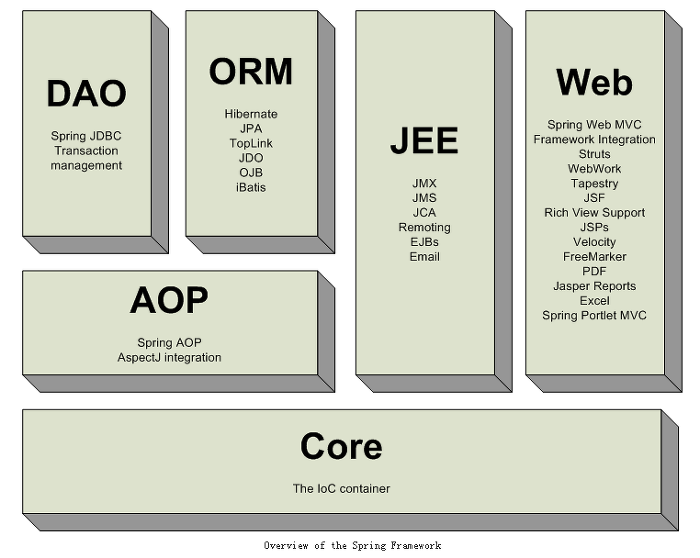 DAO
Spring JDBC
Transaction
management
ORM
Hibernate
JPA
TopLink
JDO
OJB
iBatis
JEE
JMX
JMS
JCA
Remoting
EJBs
Email
Web
Spring Web MVC
Framework Integration
Struts
WebWork
Tapestry
JSF
Rich View Support
JSPs
Velocity
FreeMarker
PDF
Jasper Reports
Excel
Spring Portlet MVC
AOP
Spring AOP
AspectJ integration
Core
The IoC container
Overview of the Spring Framework